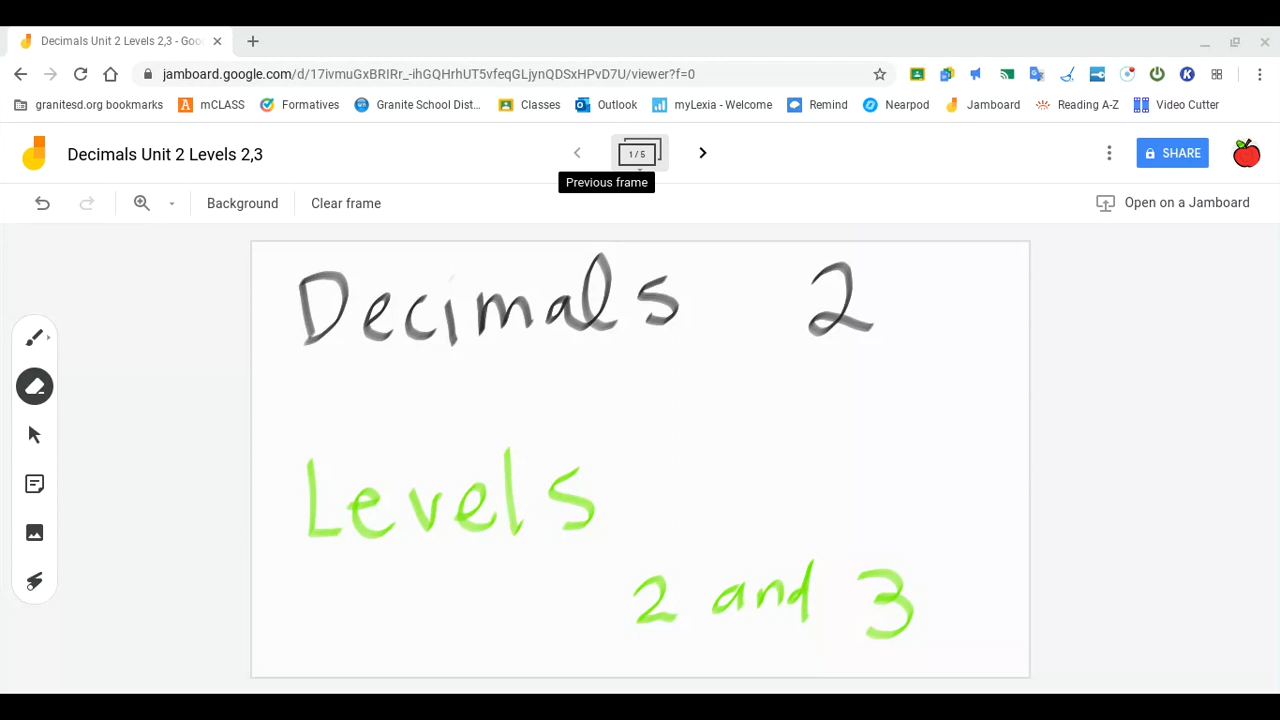 Decimals Unit 2 Levels 2,3 - Goo
jamboard.google.com/d/17ivmuGxBRIRr_-ihGQHrhUT5vfeqGLjynQDSxHPvD7U/viewer?f=0
granitesd.org bookmarks mCLASS Formatives Granite School Dist... Classes Outlook myLexia - Welcome Remind Nearpod Jamboard Reading A-Z Video Cutter
Decimals Unit 2 Levels 2,3 1 / 5 SHARE
Previous frame
Background Clear frame Open on a Jamboard
Decimals 2
Levels
2 and 3